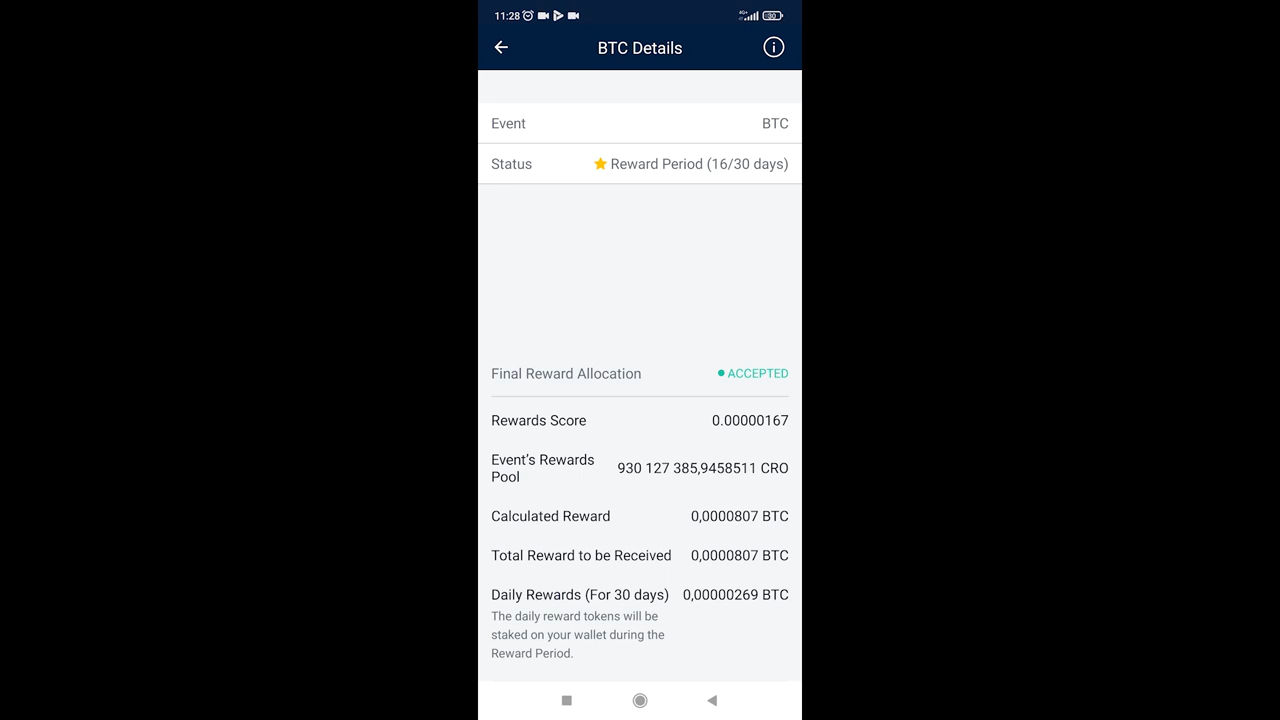 11:28
4G+
30
BTC Details
Event BTC
Status Reward Period (16/30 days)
Final Reward Allocation ACCEPTED
Rewards Score 0.00000167
Event’s Rewards
Pool 930 127 385,9458511 CRO
Calculated Reward 0,0000807 BTC
Total Reward to be Received 0,0000807 BTC
Daily Rewards (For 30 days) 0,00000269 BTC
The daily reward tokens will be
staked on your wallet during the
Reward Period.